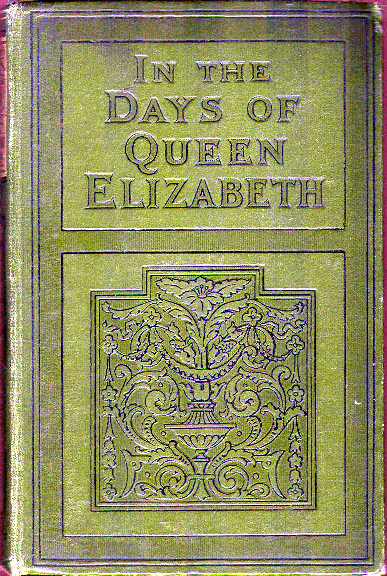 IN THE
DAYS OF
QUEEN
ELIZABETH